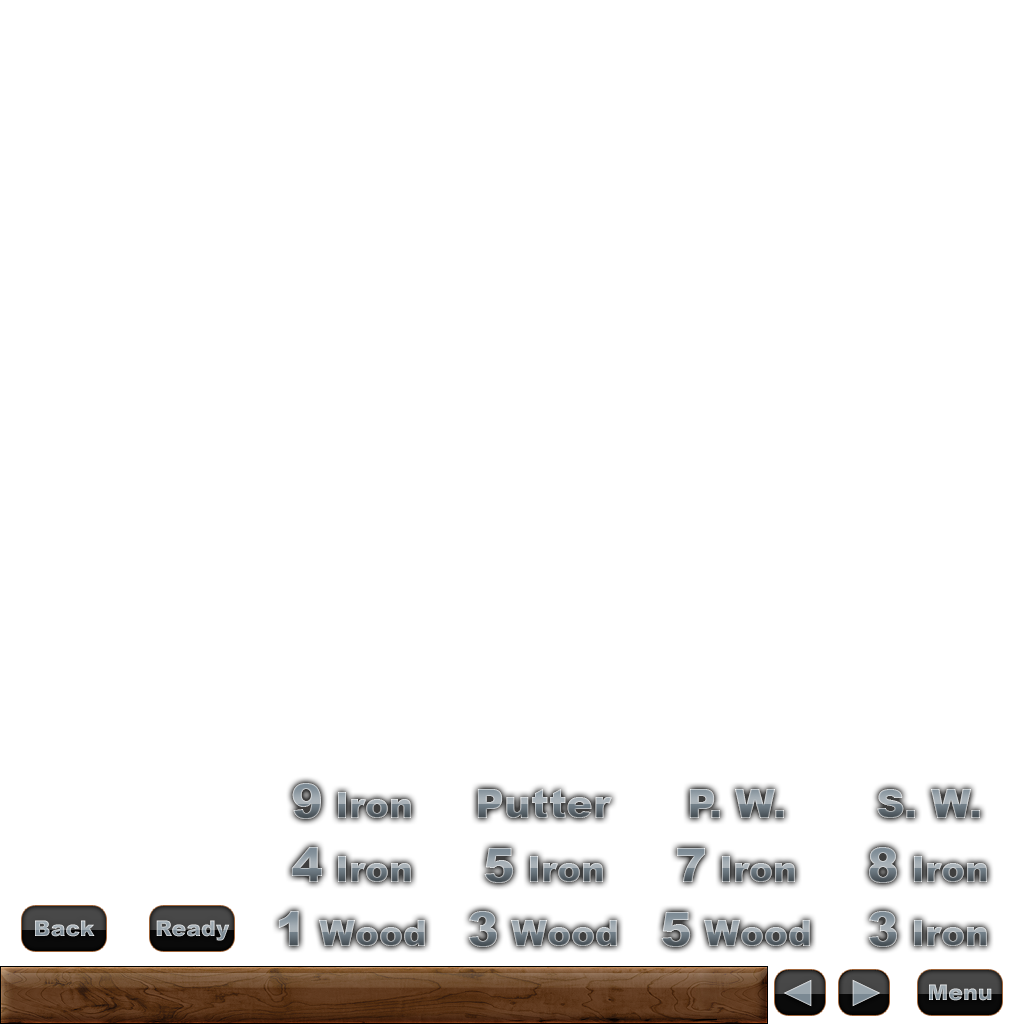 9 Iron Putter P. W. S. W.
4 Iron 5 Iron 7 Iron 8 Iron
Back Ready 1 Wood 3 Wood 5 Wood 3 Iron
Menu